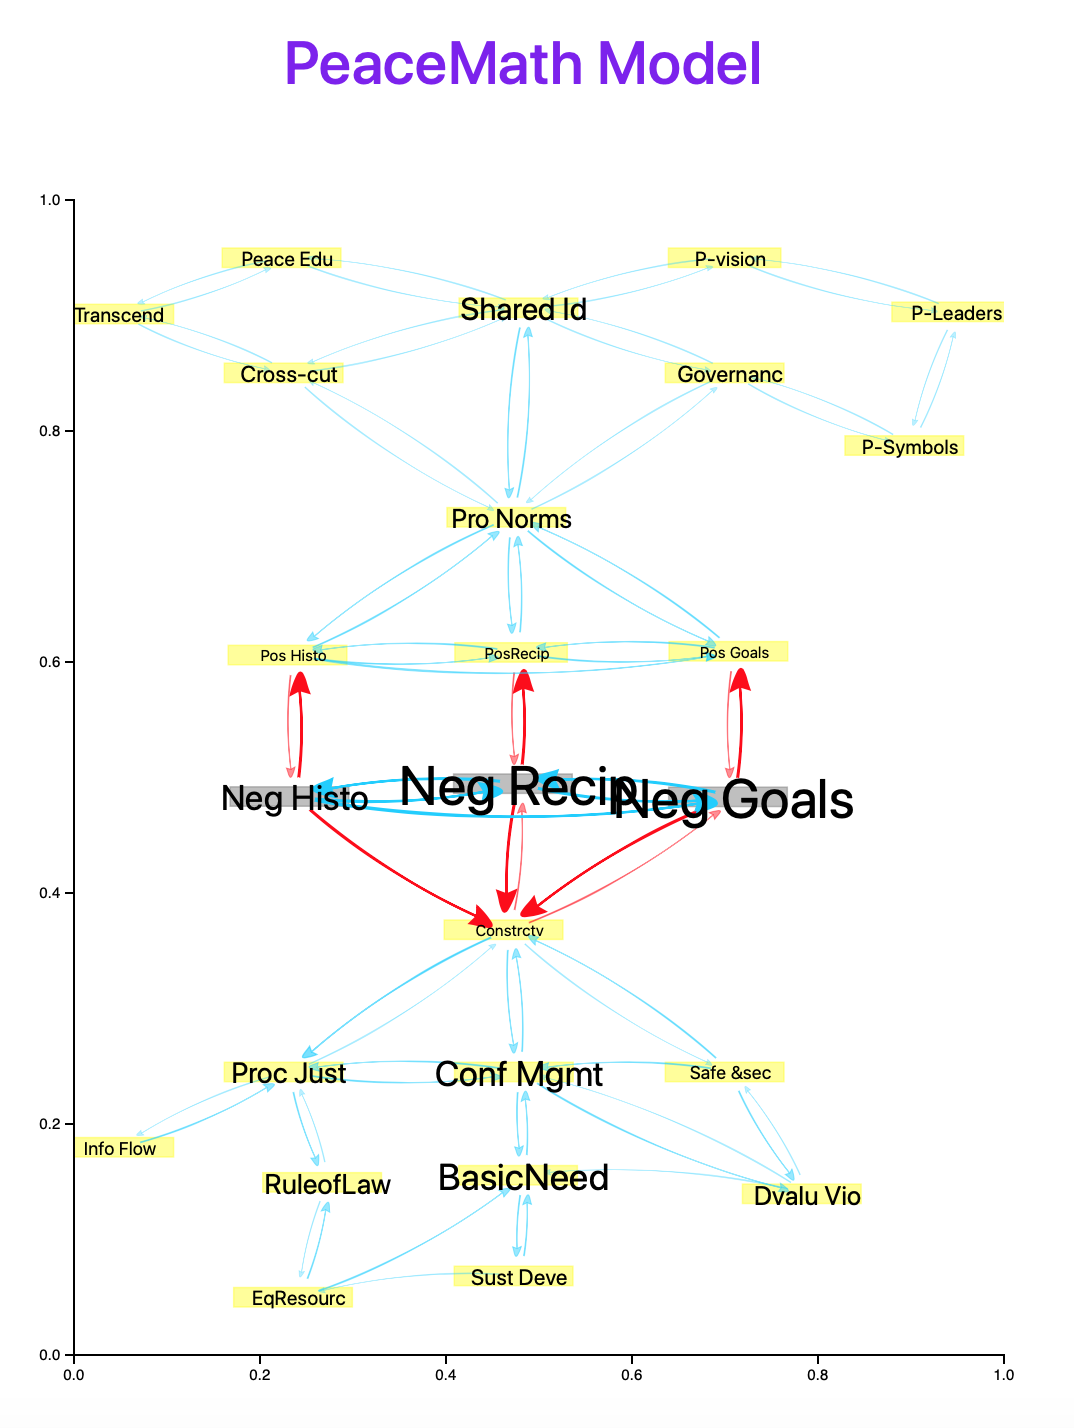 PeaceMath Model
1.0
Peace Edu
P-vision
Transcend
Shared Id
P-Leaders
Cross-cut
Governanc
0.8
P-Symbols
Pro Norms
0.6
Pos Histo
PosRecip
Pos Goals
Neg Histo
Neg Recip
Neg Goals
0.4
Constrctv
Proc Just
Conf Mgmt
Safe &sec
0.2
Info Flow
RuleofLaw
BasicNeed
Dvalu Vio
EqResourc
Sust Deve
0.0
0.0 0.2 0.4 0.6 0.8 1.0